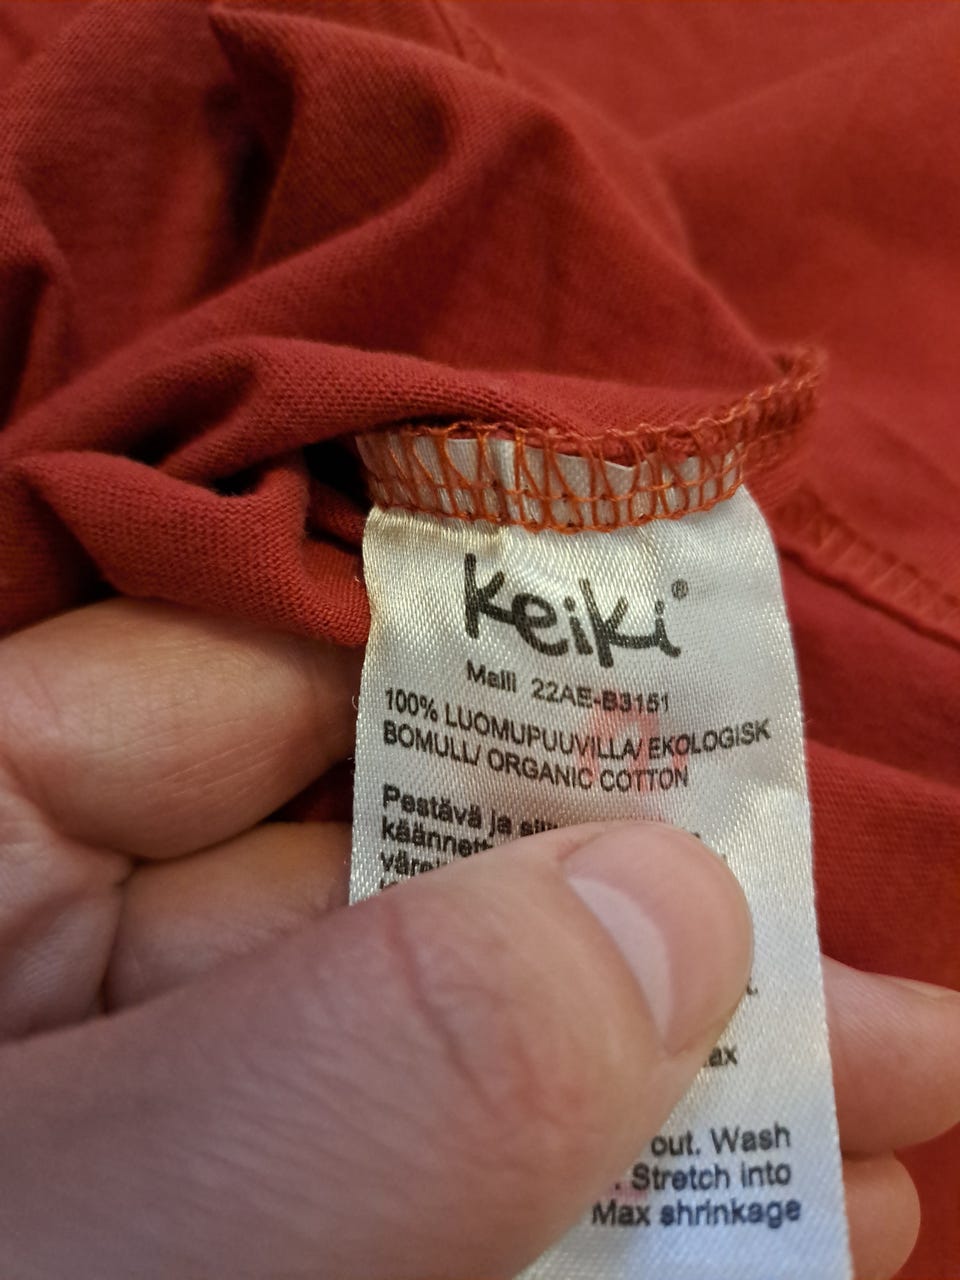 keiki®
Malli 22AE-B3151
100% LUOMUPUUVILLA/ EKOLOGISK
BOMULL/ ORGANIC COTTON
Pestävä ja
out. Wash
. Stretch into
Max shrinkage